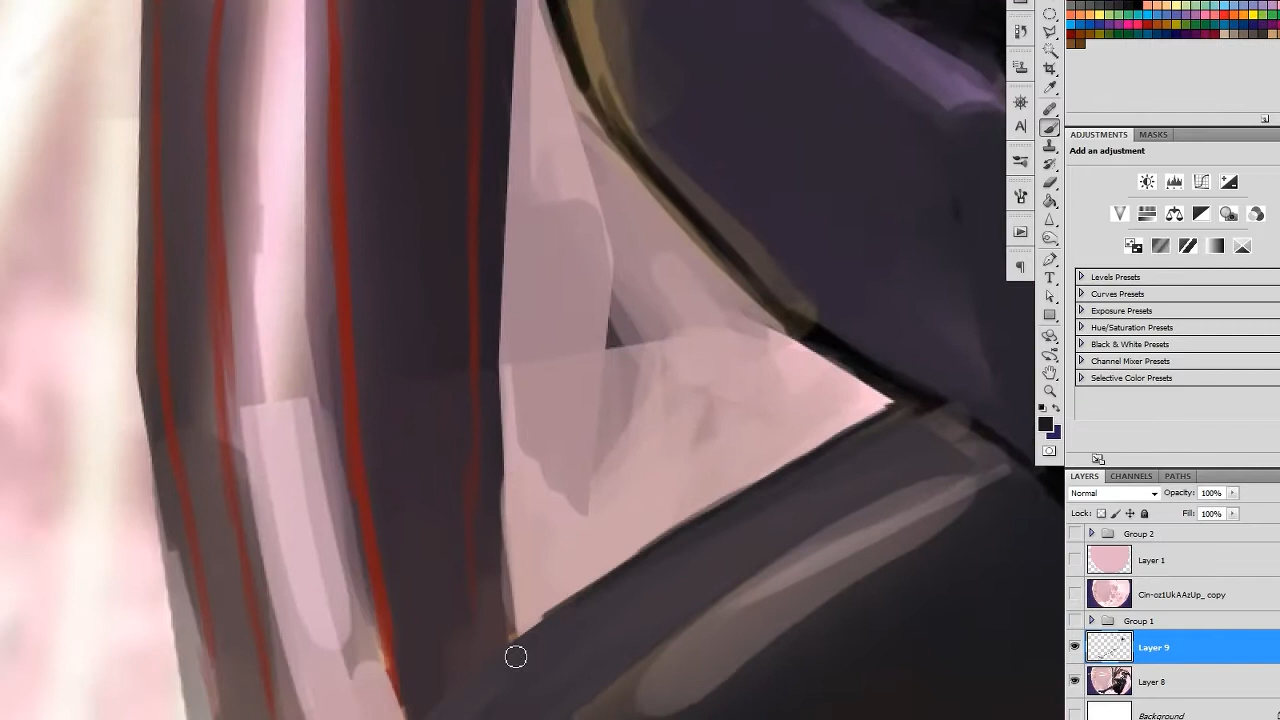 ADJUSTMENTS MASKS
Add an adjustment
Levels Presets
Curves Presets
Exposure Presets
Hue/Saturation Presets
Black & White Presets
Channel Mixer Presets
Selective Color Presets
LAYERS CHANNELS PATHS
Normal Opacity: 100%
Lock: Fill: 100%
Group 2
Layer 1
Cin-oz1UkAAzUp_ copy
Group 1
Layer 9
Layer 8
Background